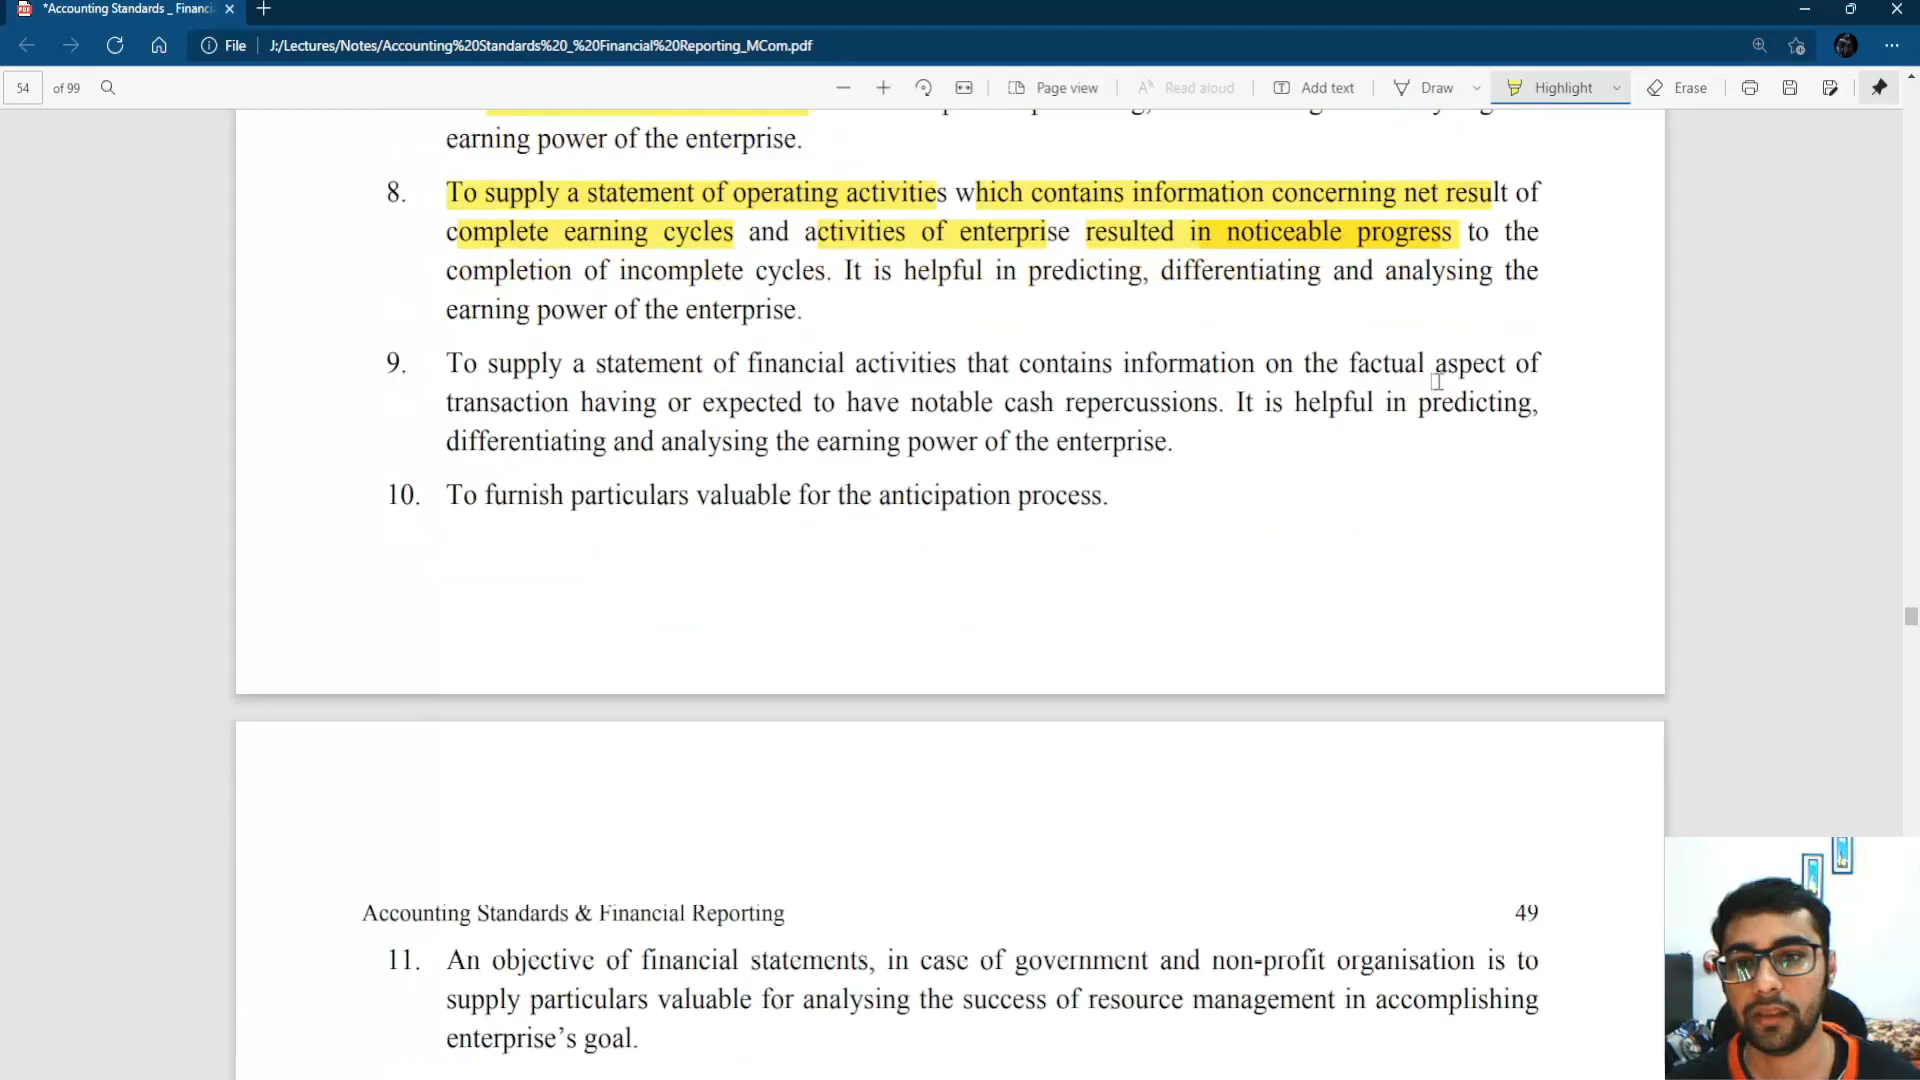 *Accounting Standards _ Financi
File J:/Lectures/Notes/Accounting%20Standards%20_%20Financial%20Reporting_MCom.pdf
54 of 99 Page view Read aloud Add text Draw Highlight Erase
earning power of the enterprise.
8. To supply a statement of operating activities which contains information concerning net result of
complete earning cycles and activities of enterprise resulted in noticeable progress to the
completion of incomplete cycles. It is helpful in predicting, differentiating and analysing the
earning power of the enterprise.
9. To supply a statement of financial activities that contains information on the factual aspect of
transaction having or expected to have notable cash repercussions. It is helpful in predicting,
differentiating and analysing the earning power of the enterprise.
10. To furnish particulars valuable for the anticipation process.
Accounting Standards & Financial Reporting 49
11. An objective of financial statements, in case of government and non-profit organisation is to
supply particulars valuable for analysing the success of resource management in accomplishing
enterprise’s goal.